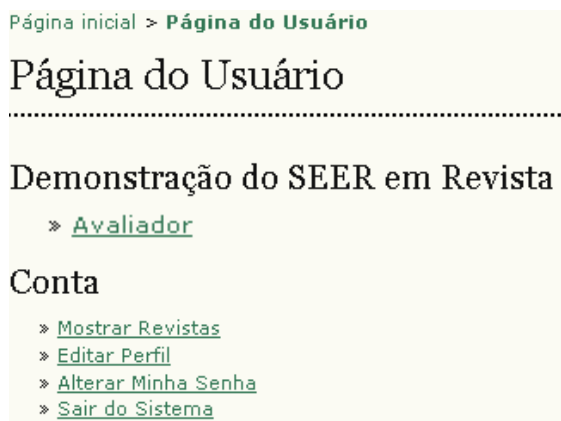 Página inicial > Página do Usuário
Página do Usuário
Demonstração do SEER em Revista
» Avaliador
Conta
» Mostrar Revistas
» Editar Perfil
» Alterar Minha Senha
» Sair do Sistema